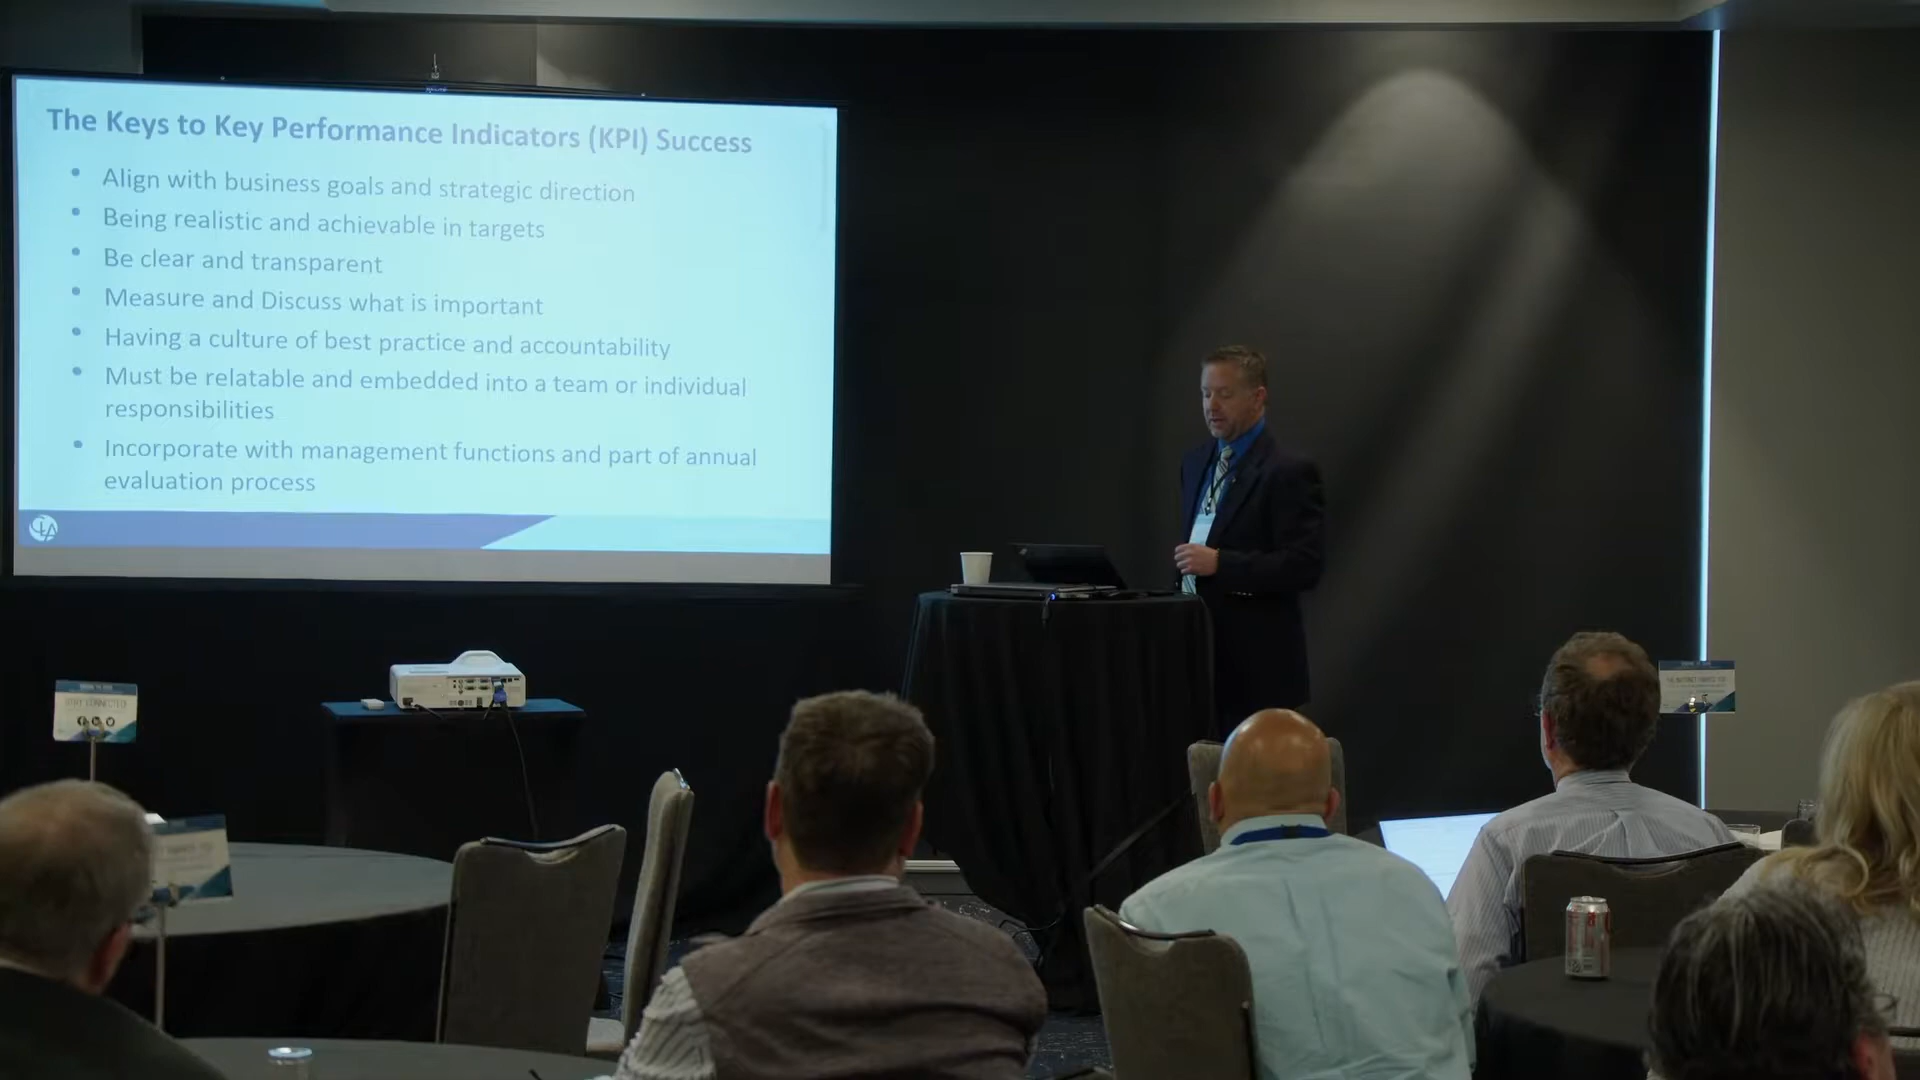 The Keys to Key Performance Indicators (KPI) Success
• Align with business goals and strategic direction
• Being realistic and achievable in targets
• Be clear and transparent
• Measure and Discuss what is important
• Having a culture of best practice and accountability
• Must be relatable and embedded into a team or individual
responsibilities
• Incorporate with management functions and part of annual
evaluation process
CLA
STAY CONNECTED